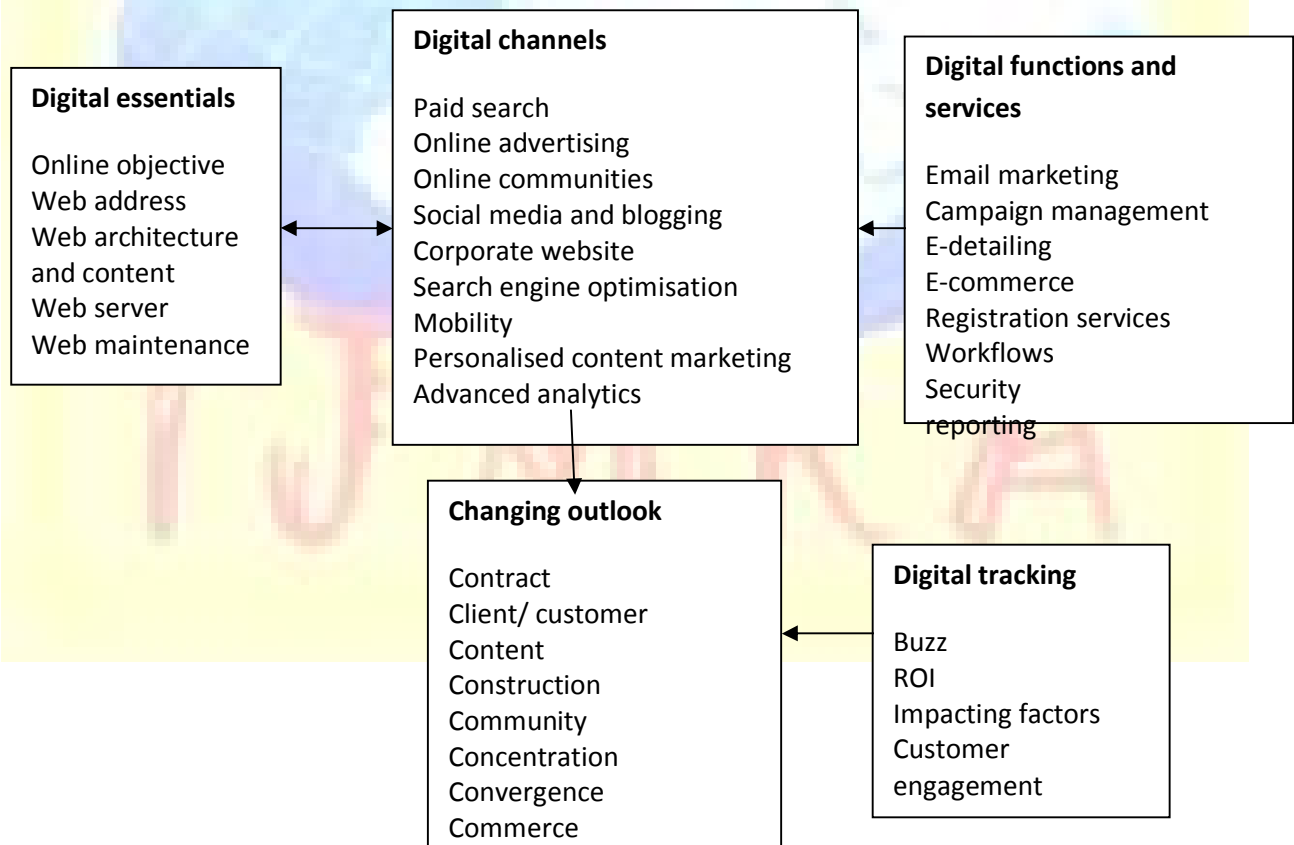 Digital essentials
Online objective
Web address
Web architecture
and content
Web server
Web maintenance
Digital channels
Paid search
Online advertising
Online communities
Social media and blogging
Corporate website
Search engine optimisation
Mobility
Personalised content marketing
Advanced analytics
Digital functions and
services
Email marketing
Campaign management
E-detailing
E-commerce
Registration services
Workflows
Security
reporting
Changing outlook
Contract
Client/ customer
Content
Construction
Community
Concentration
Convergence
Commerce
Digital tracking
Buzz
ROI
Impacting factors
Customer
engagement